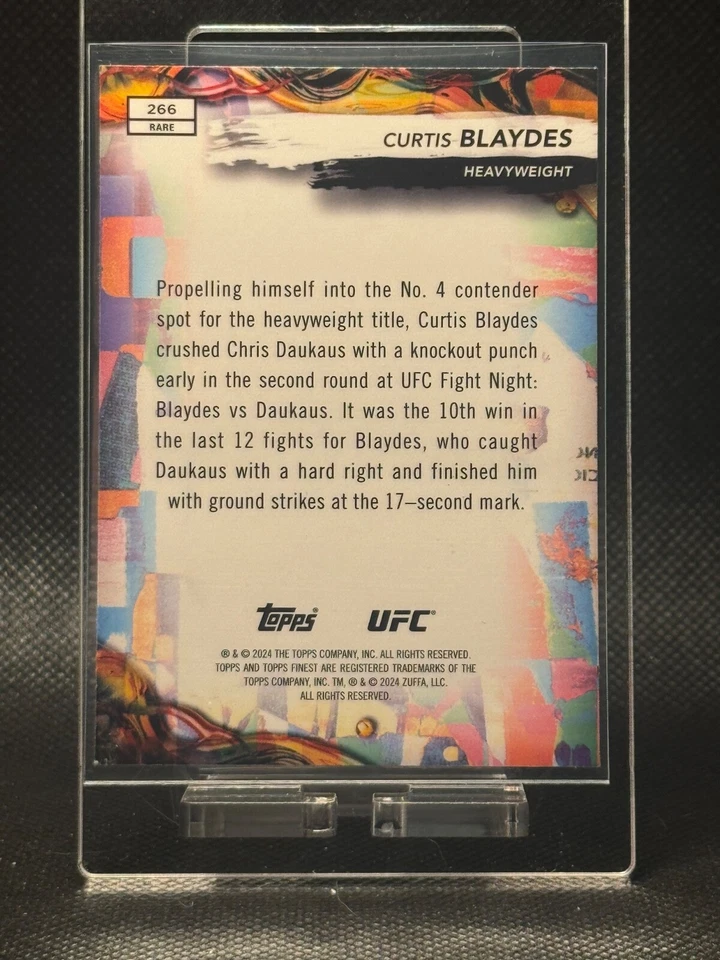 266
RARE
CURTIS BLAYDES
HEAVYWEIGHT
Propelling himself into the No. 4 contender
spot for the heavyweight title, Curtis Blaydes
crushed Chris Daukaus with a knockout punch
early in the second round at UFC Fight Night:
Blaydes vs Daukaus. It was the 10th win in
the last 12 fights for Blaydes, who caught
Daukaus with a hard right and finished him
with ground strikes at the 17–second mark.
topps® UFC®
® & © 2024 THE TOPPS COMPANY, INC. ALL RIGHTS RESERVED.
TOPPS AND TOPPS FINEST ARE REGISTERED TRADEMARKS OF THE
TOPPS COMPANY, INC. TM, ® & © 2024 ZUFFA, LLC.
ALL RIGHTS RESERVED.